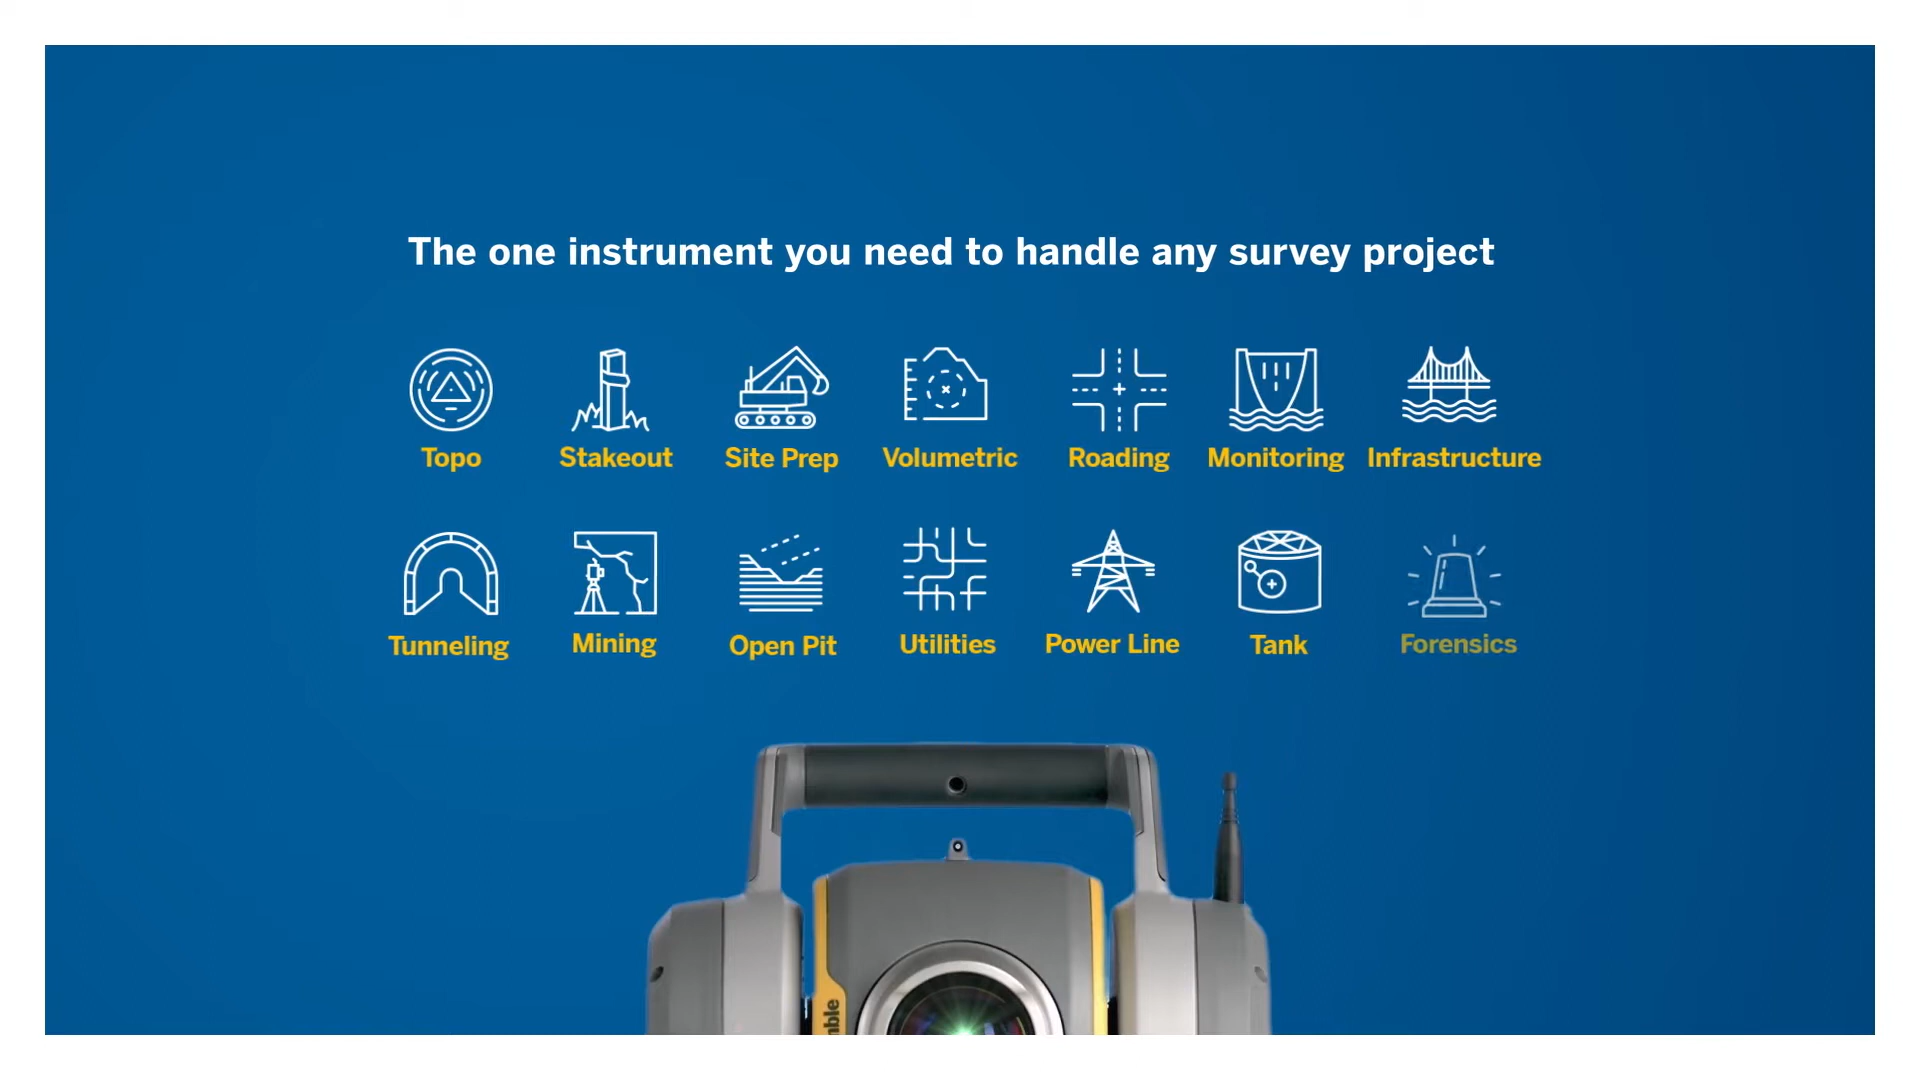 The one instrument you need to handle any survey project
Topo Stakeout Site Prep Volumetric Roading Monitoring Infrastructure
Tunneling Mining Open Pit Utilities Power Line Tank Forensics
mble